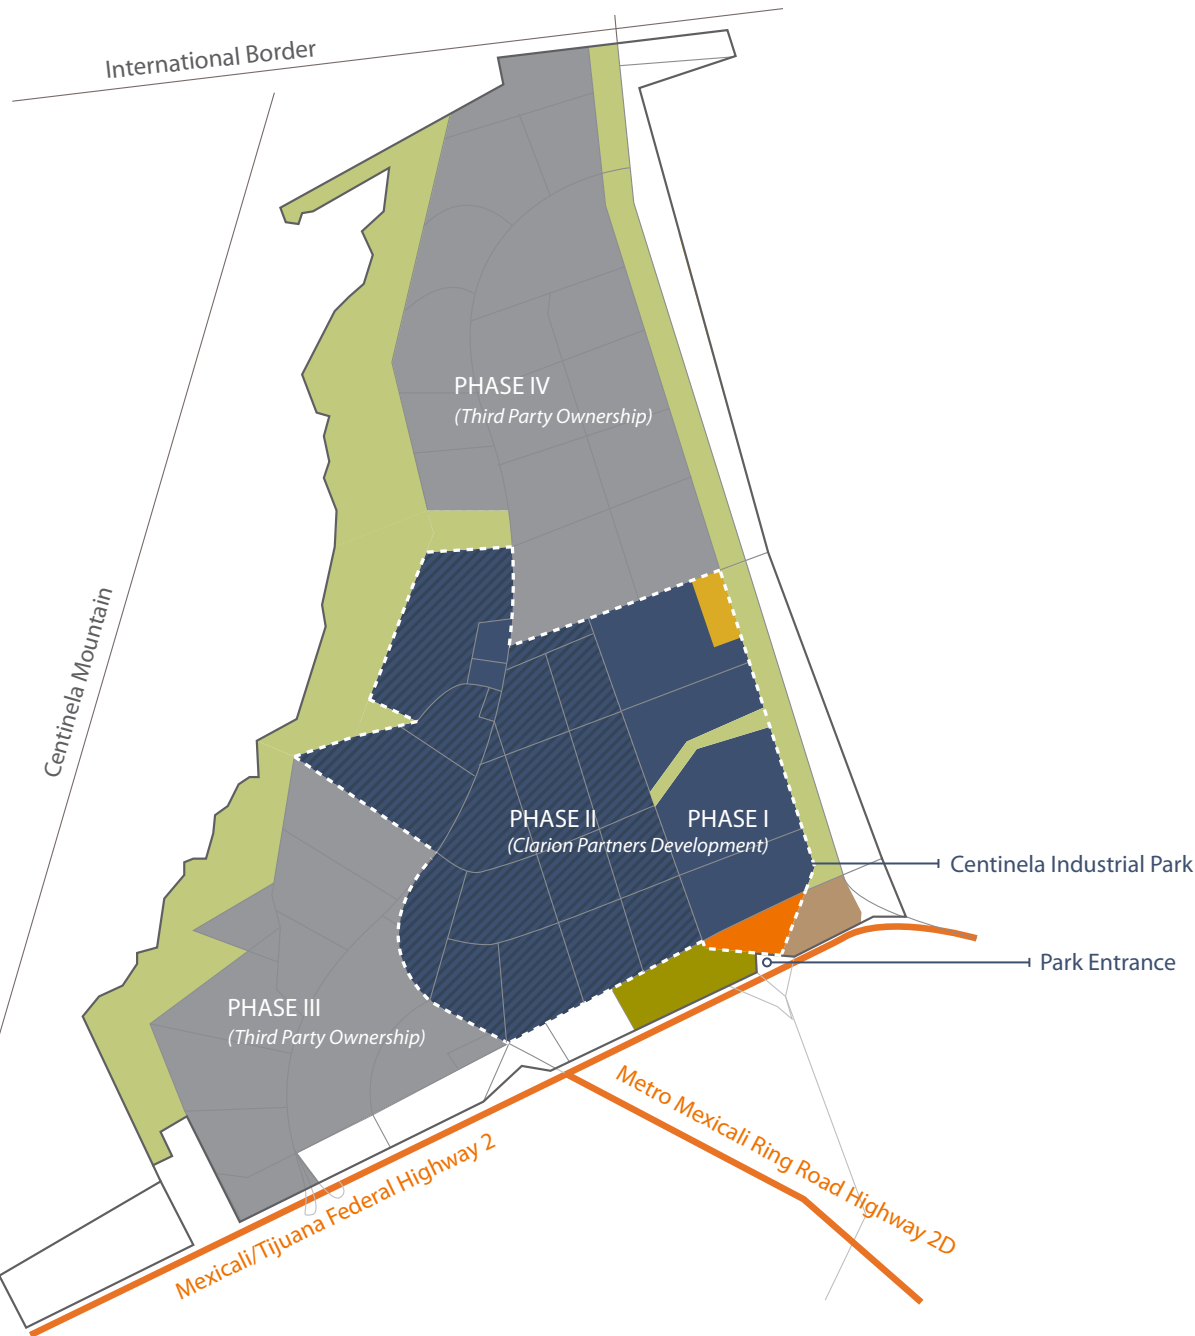 International Border
Centinela Mountain
PHASE IV
(Third Party Ownership)
PHASE II
PHASE I
(Clarion Partners Development)
Centinela Industrial Park
Park Entrance
PHASE III
(Third Party Ownership)
Metro Mexicali Ring Road Highway 2D
Mexicali/Tijuana Federal Highway 2